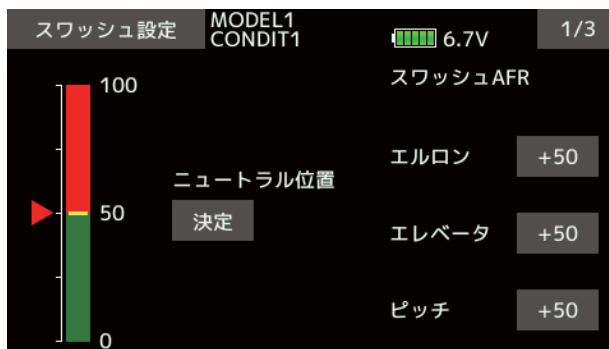 スワッシュ設定
MODEL1
CONDIT1
6.7V
1/3
100
50
0
ニュートラル位置
決定
スワッシュAFR
エルロン +50
エレベータ +50
ピッチ +50